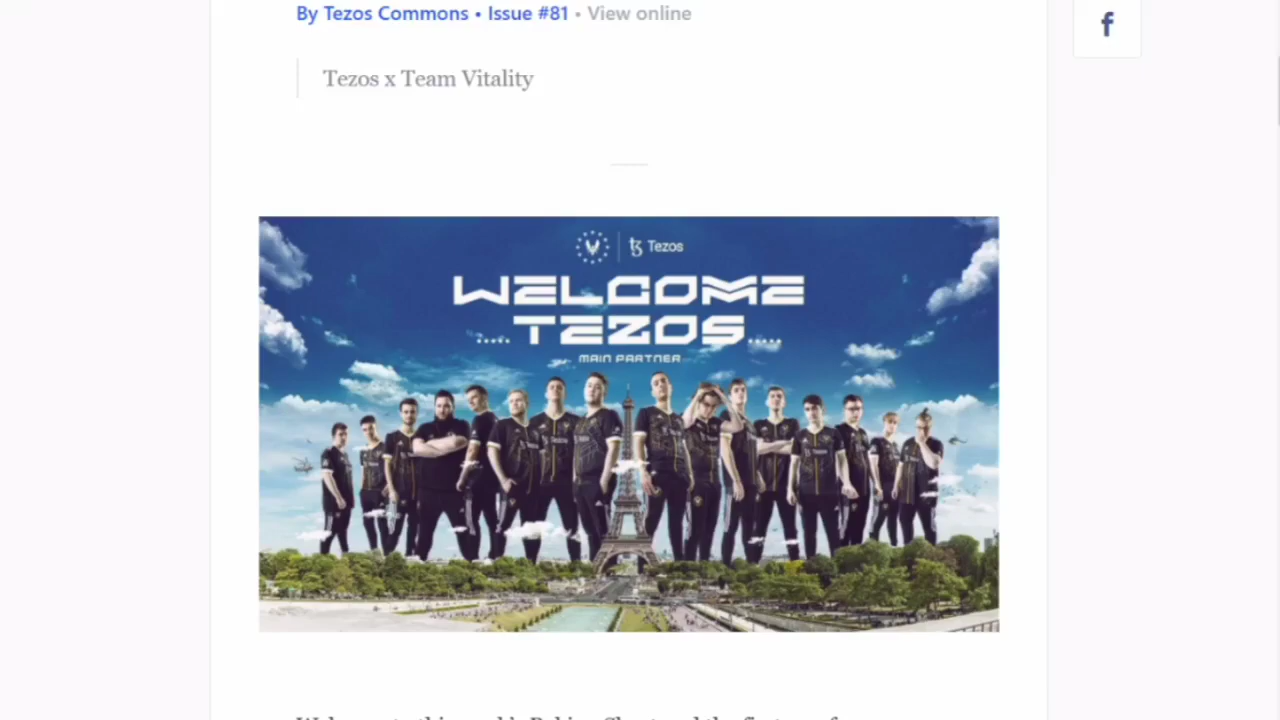 By Tezos Commons • Issue #81 • View online
f
Tezos x Team Vitality
Tezos
WELCOME
TEZOS
MAIN PARTNER